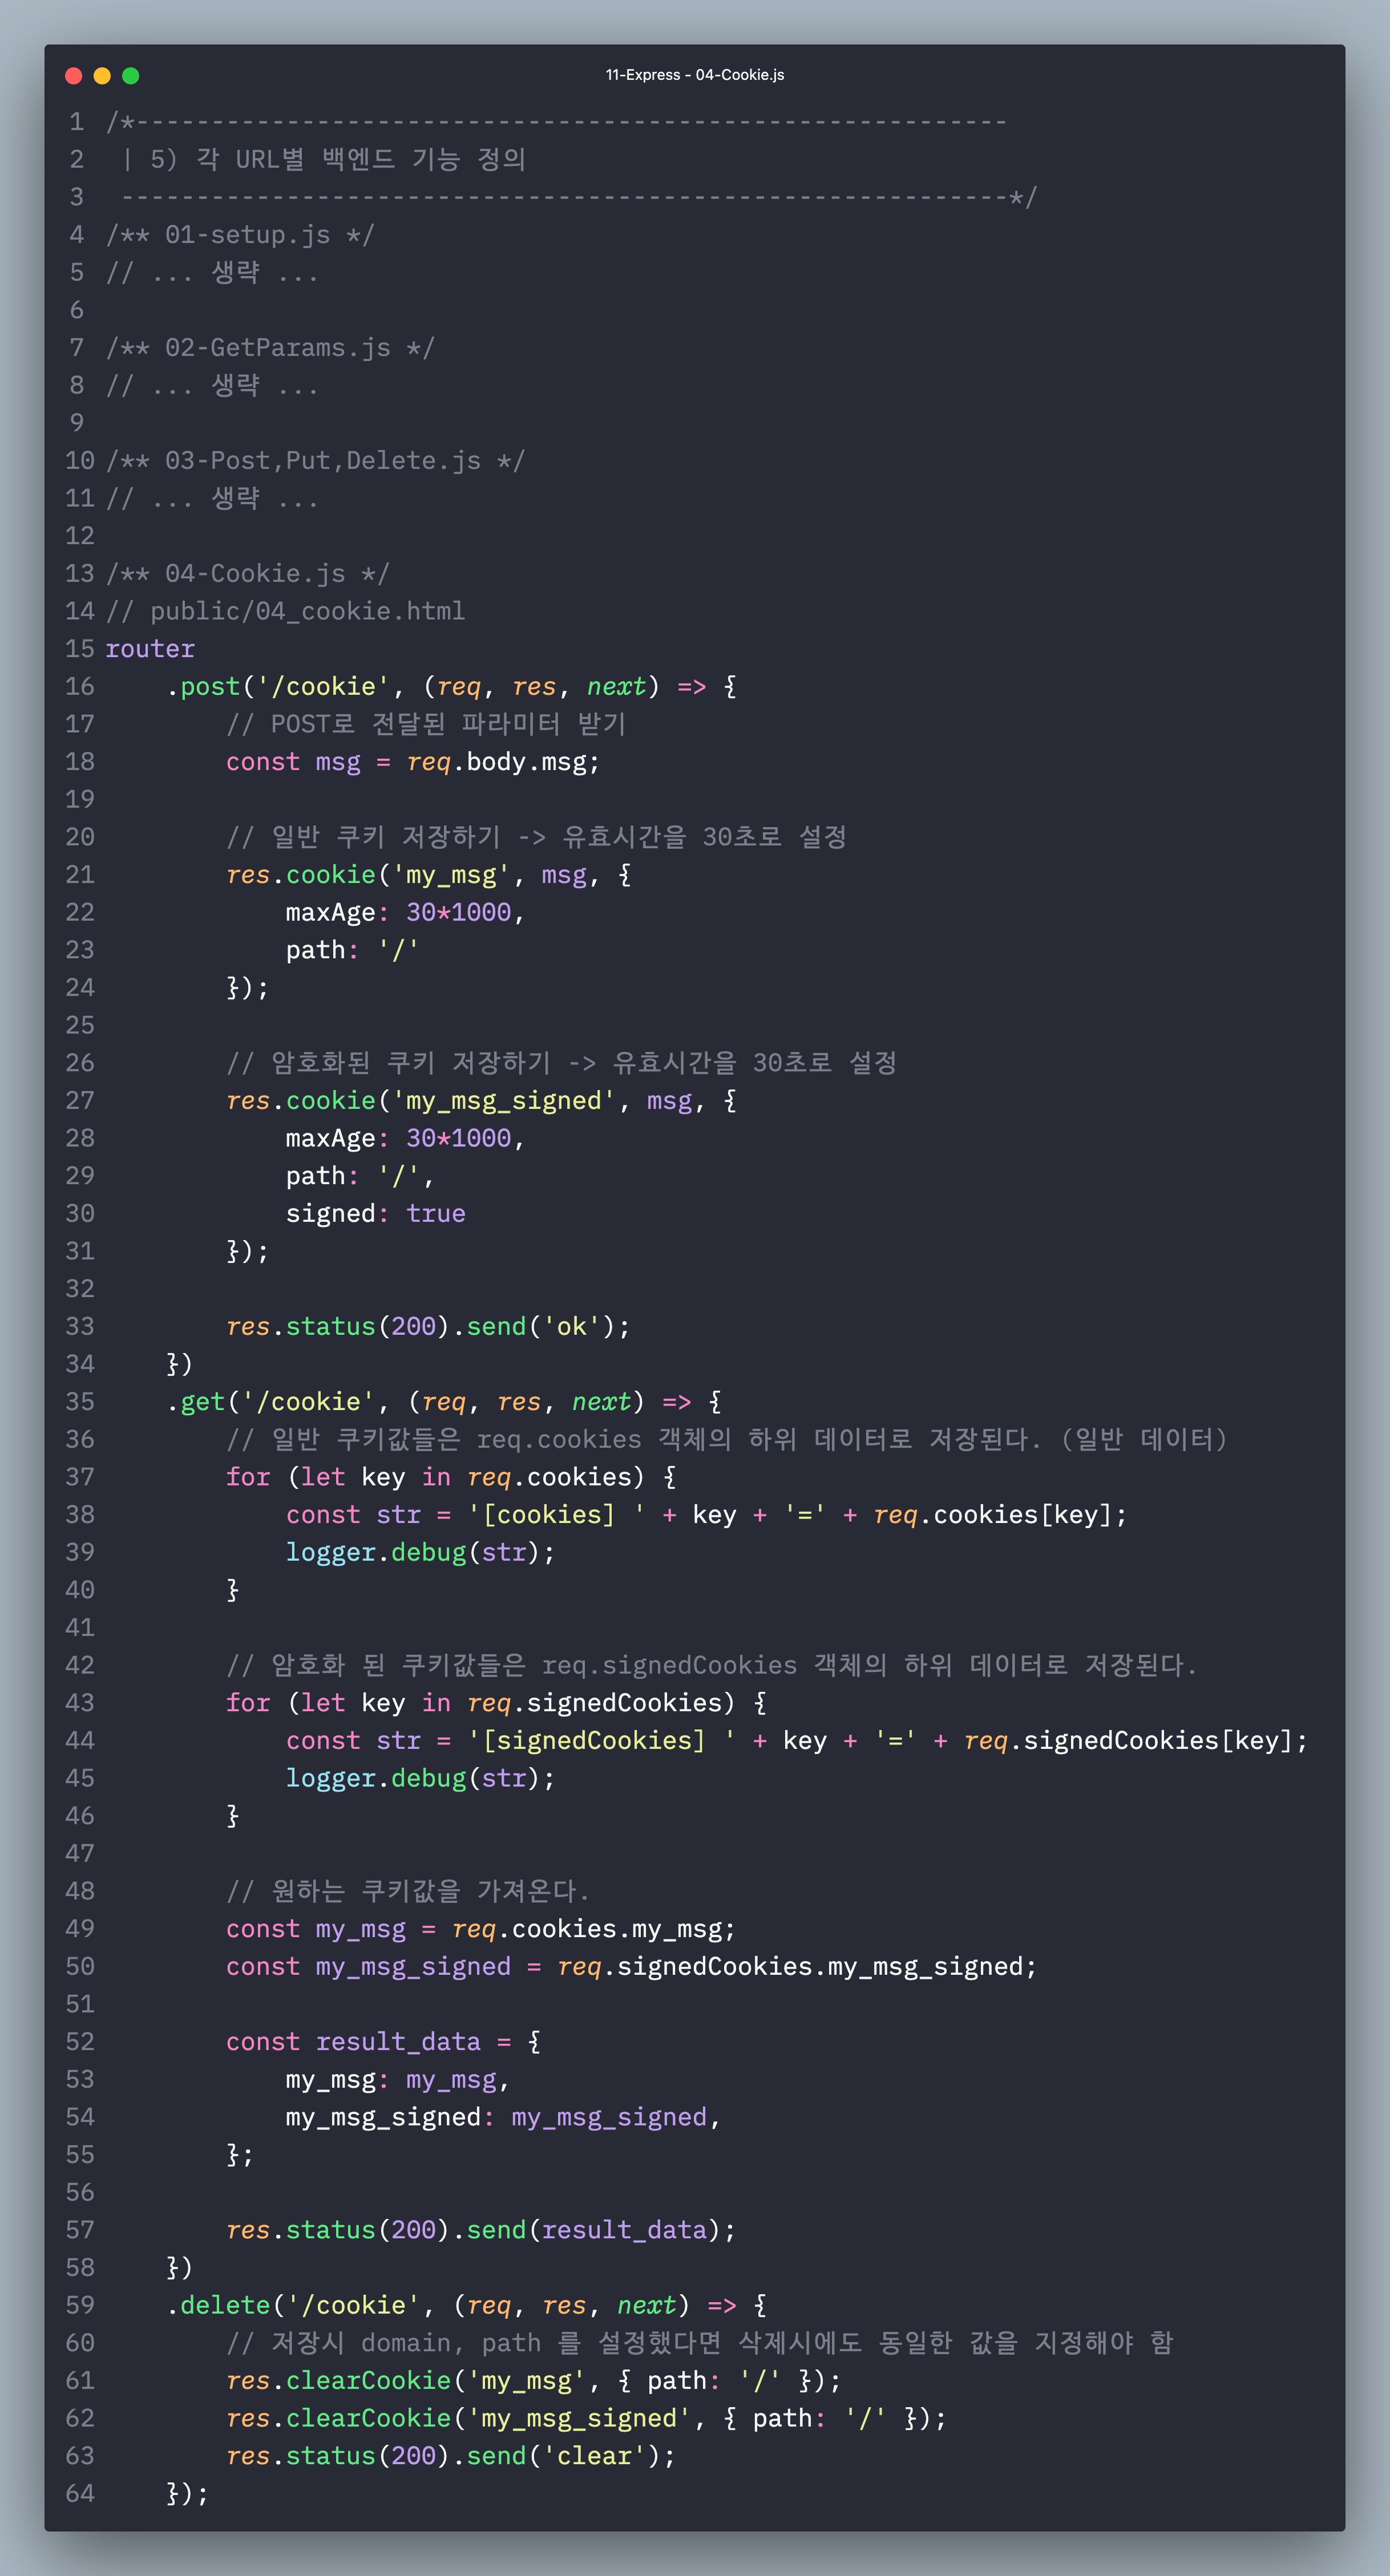 11-Express - 04-Cookie.js
1 /*----------------------------------------------------------
2  | 5) 각 URL별 백엔드 기능 정의
3  -----------------------------------------------------------*/
4 /** 01-setup.js */
5 // ... 생략 ...
6
7 /** 02-GetParams.js */
8 // ... 생략 ...
9
10 /** 03-Post,Put,Delete.js */
11 // ... 생략 ...
12
13 /** 04-Cookie.js */
14 // public/04_cookie.html
15 router
16     .post('/cookie', (req, res, next) => {
17         // POST로 전달된 파라미터 받기
18         const msg = req.body.msg;
19
20         // 일반 쿠키 저장하기 -> 유효시간을 30초로 설정
21         res.cookie('my_msg', msg, {
22             maxAge: 30*1000,
23             path: '/'
24         });
25
26         // 암호화된 쿠키 저장하기 -> 유효시간을 30초로 설정
27         res.cookie('my_msg_signed', msg, {
28             maxAge: 30*1000,
29             path: '/',
30             signed: true
31         });
32
33         res.status(200).send('ok');
34     })
35     .get('/cookie', (req, res, next) => {
36         // 일반 쿠키값들은 req.cookies 객체의 하위 데이터로 저장된다. (일반 데이터)
37         for (let key in req.cookies) {
38             const str = '[cookies] ' + key + '=' + req.cookies[key];
39             logger.debug(str);
40         }
41
42         // 암호화 된 쿠키값들은 req.signedCookies 객체의 하위 데이터로 저장된다.
43         for (let key in req.signedCookies) {
44             const str = '[signedCookies] ' + key + '=' + req.signedCookies[key];
45             logger.debug(str);
46         }
47
48         // 원하는 쿠키값을 가져온다.
49         const my_msg = req.cookies.my_msg;
50         const my_msg_signed = req.signedCookies.my_msg_signed;
51
52         const result_data = {
53             my_msg: my_msg,
54             my_msg_signed: my_msg_signed,
55         };
56
57         res.status(200).send(result_data);
58     })
59     .delete('/cookie', (req, res, next) => {
60         // 저장시 domain, path 를 설정했다면 삭제시에도 동일한 값을 지정해야 함
61         res.clearCookie('my_msg', { path: '/' });
62         res.clearCookie('my_msg_signed', { path: '/' });
63         res.status(200).send('clear');
64     });